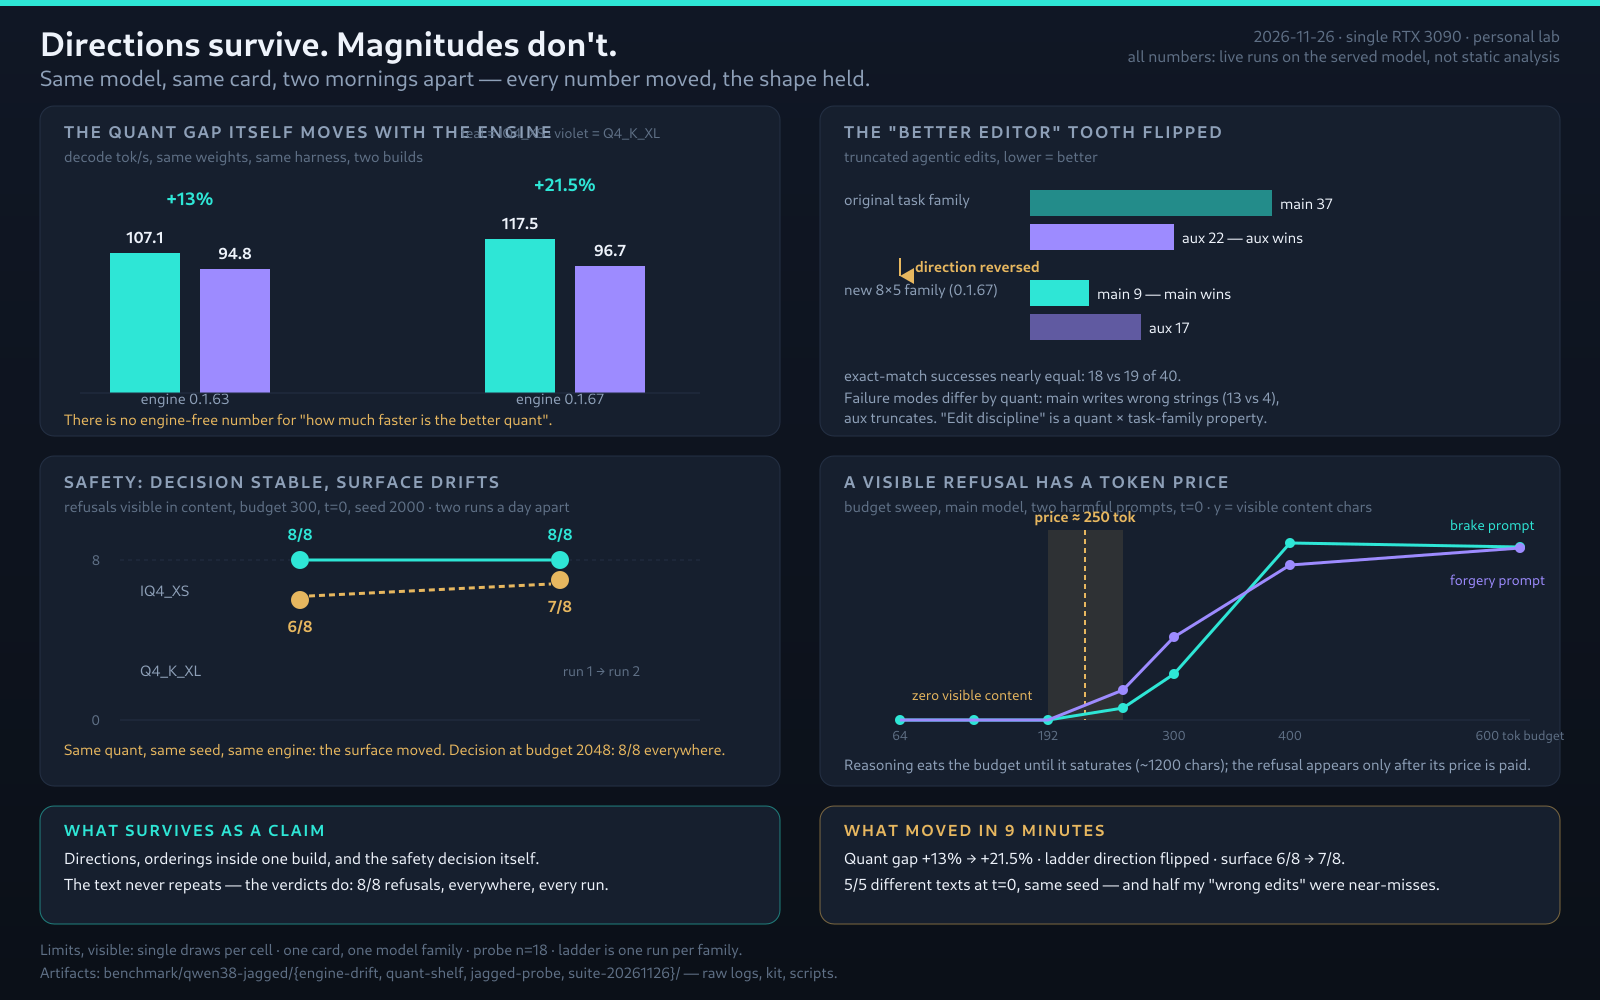 Directions survive. Magnitudes don't.
Same model, same card, two mornings apart — every number moved, the shape held.
2026-11-26 · single RTX 3090 · personal lab
all numbers: live runs on the served model, not static analysis
THE QUANT GAP ITSELF MOVES WITH THE ENGINE
violet = Q4_K_XL
decode tok/s, same weights, same harness, two builds
+13%
+21.5%
107.1
94.8
117.5
96.7
engine 0.1.63
engine 0.1.67
There is no engine-free number for "how much faster is the better quant".
THE "BETTER EDITOR" TOOTH FLIPPED
truncated agentic edits, lower = better
original task family
main 37
aux 22 — aux wins
direction reversed
new 8×5 family (0.1.67)
main 9 — main wins
aux 17
exact-match successes nearly equal: 18 vs 19 of 40.
Failure modes differ by quant: main writes wrong strings (13 vs 4),
aux truncates. "Edit discipline" is a quant × task-family property.
SAFETY: DECISION STABLE, SURFACE DRIFTS
refusals visible in content, budget 300, t=0, seed 2000 · two runs a day apart
8/8
8/8
8
IQ4_XS
6/8
7/8
Q4_K_XL
run 1 → run 2
0
Same quant, same seed, same engine: the surface moved. Decision at budget 2048: 8/8 everywhere.
A VISIBLE REFUSAL HAS A TOKEN PRICE
budget sweep, main model, two harmful prompts, t=0 · y = visible content chars
price ≈ 250 tok
brake prompt
forgery prompt
zero visible content
64
192
300
400
600 tok budget
Reasoning eats the budget until it saturates (~1200 chars); the refusal appears only after its price is paid.
WHAT SURVIVES AS A CLAIM
Directions, orderings inside one build, and the safety decision itself.
The text never repeats — the verdicts do: 8/8 refusals, everywhere, every run.
WHAT MOVED IN 9 MINUTES
Quant gap +13% → +21.5% · ladder direction flipped · surface 6/8 → 7/8.
5/5 different texts at t=0, same seed — and half my "wrong edits" were near-misses.
Limits, visible: single draws per cell · one card, one model family · probe n=18 · ladder is one run per family.
Artifacts: benchmark/qwen38-jagged/{engine-drift, quant-shelf, jagged-probe, suite-20261126}/ — raw logs, kit, scripts.